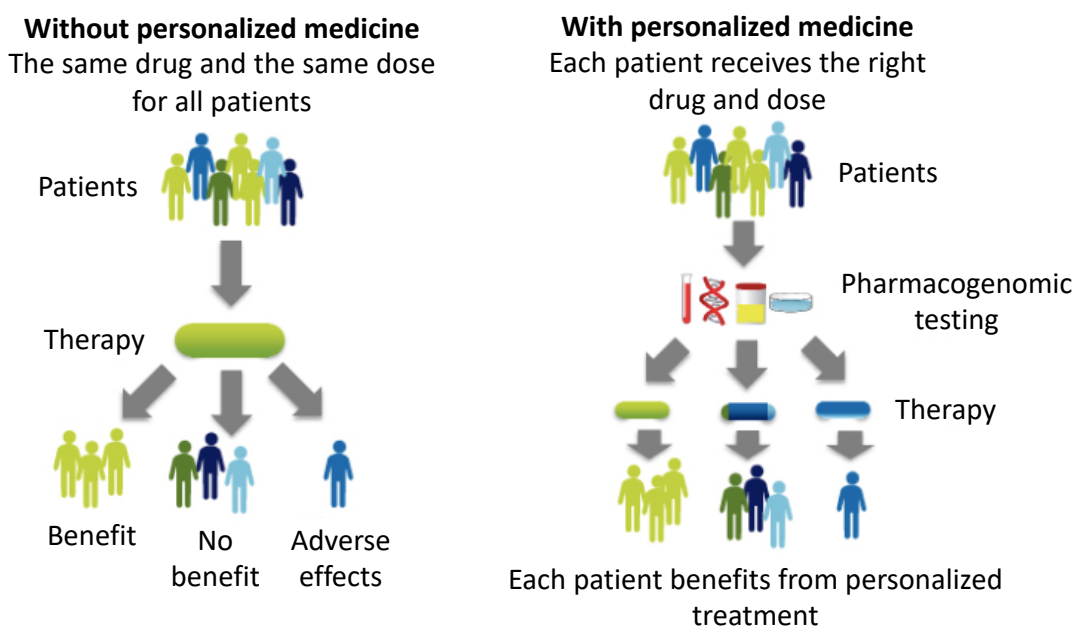 Without personalized medicine
The same drug and the same dose
for all patients
Patients
Therapy
Benefit
No
benefit
Adverse
effects
With personalized medicine
Each patient receives the right
drug and dose
Patients
Pharmacogenomic
testing
Therapy
Each patient benefits from personalized
treatment